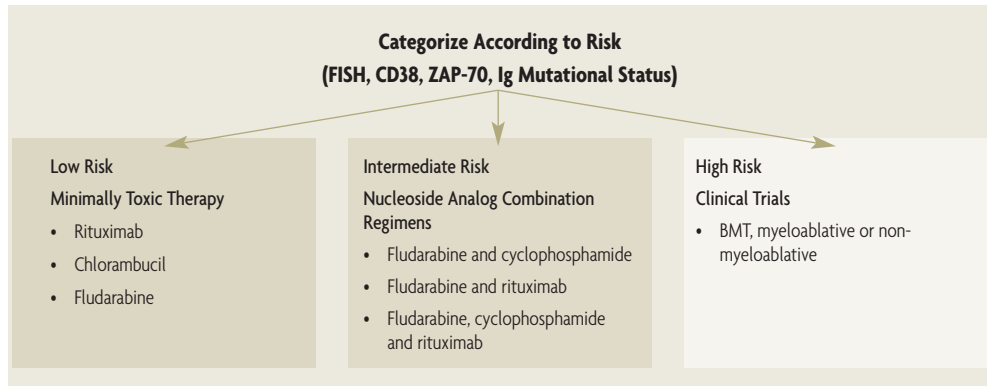 Categorize According to Risk
(FISH, CD38, ZAP-70, Ig Mutational Status)
Low Risk
Minimally Toxic Therapy
• Rituximab
• Chlorambucil
• Fludarabine
Intermediate Risk
Nucleoside Analog Combination
Regimens
• Fludarabine and cyclophosphamide
• Fludarabine and rituximab
• Fludarabine, cyclophosphamide
and rituximab
High Risk
Clinical Trials
• BMT, myeloablative or non-
myeloablative